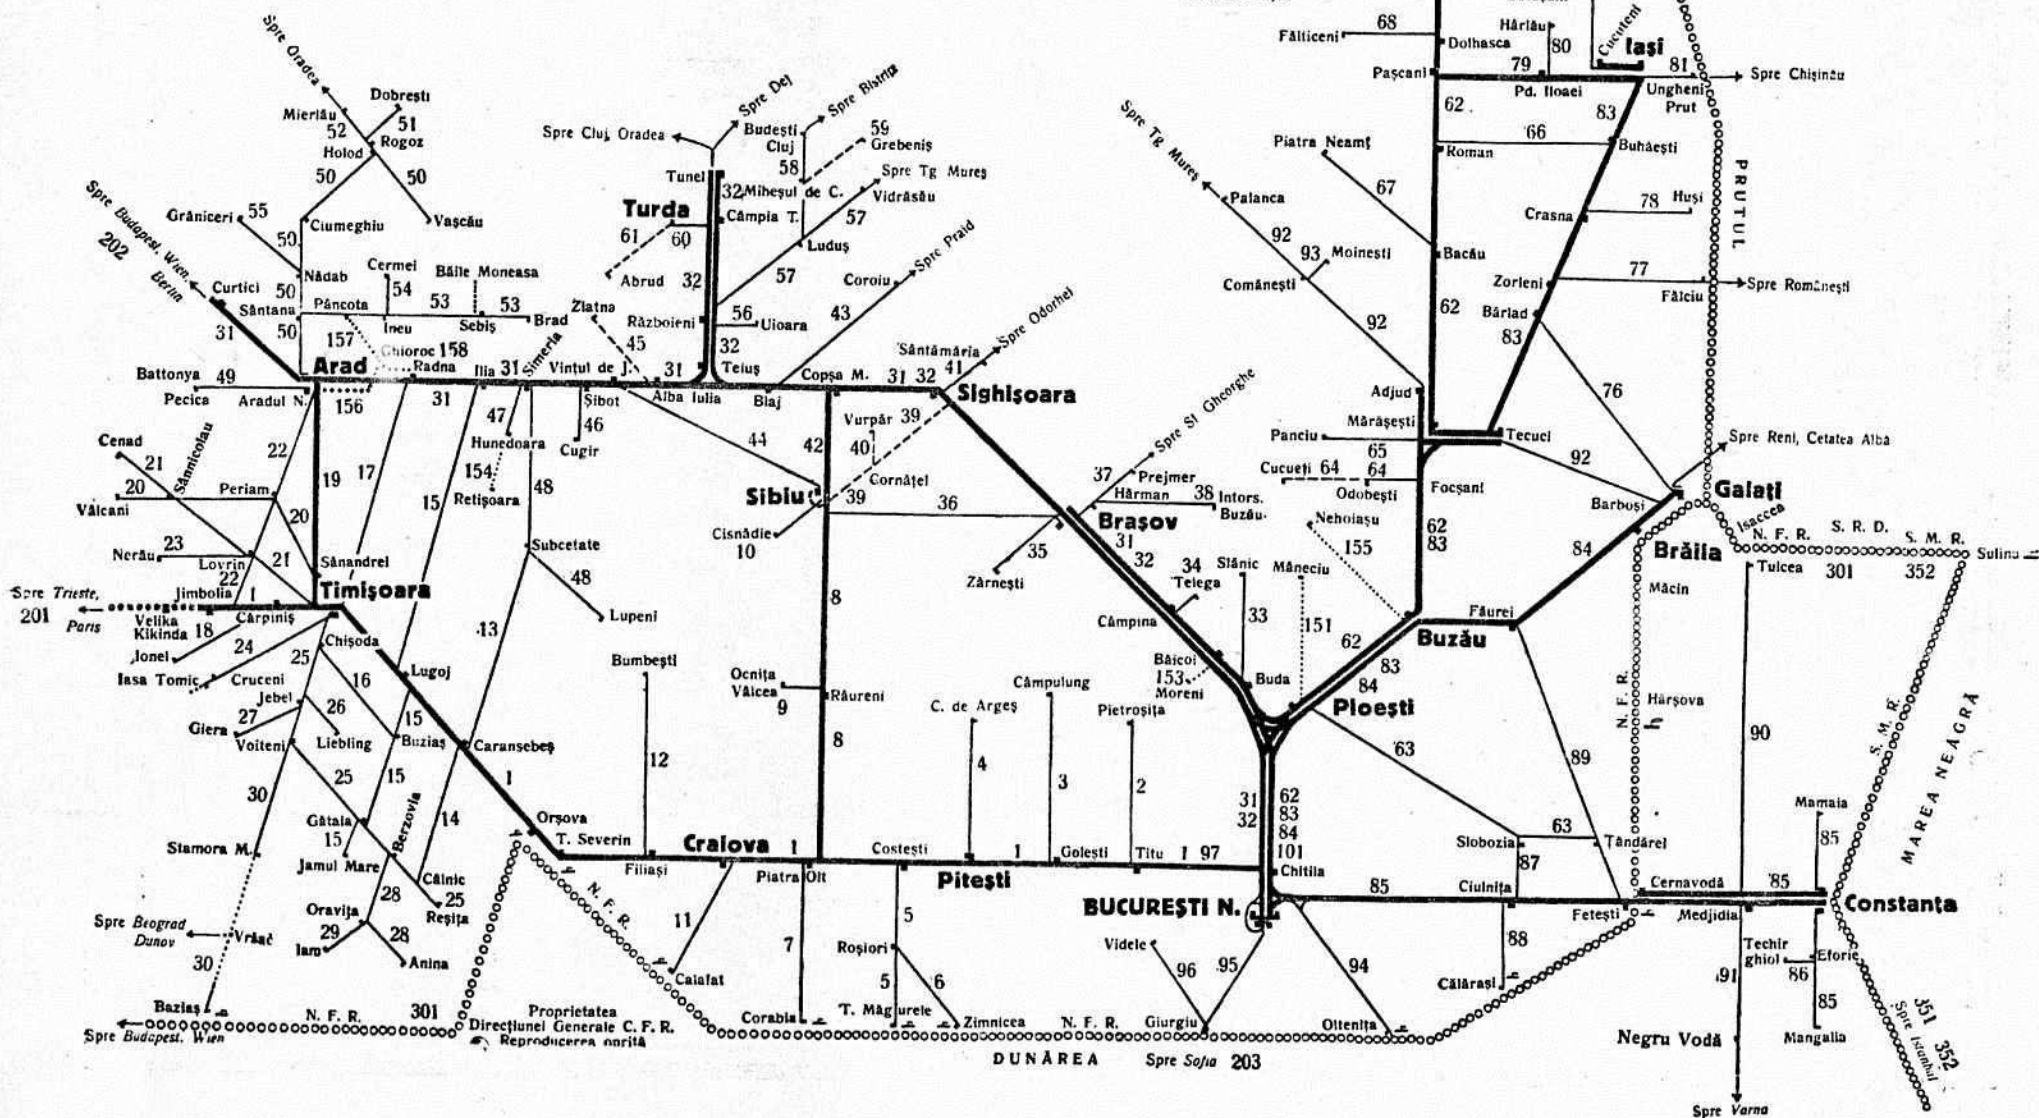 68
Fălticeni
Dolhasca
Hârlău
80
Cucuteni
Iași
Pașcani
79
Pd. Iloaei
81
Ungheni
Prut
Spre Chișinău
62
83
66
Roman
Buhăești
Piatra Neamț
67
Bacău
Crasna
78
Huși
PRUTUL
Zorleni
77
Fălciu
Spre Românești
Bârlad
83
76
62
Spre Tg Mureș
Palanca
92
93
Moinești
Comănești
92
Adjud
Mărășești
Panciu
65
Tecuci
92
Cucueți
64
64
Odobești
Focșani
62
83
Barboși
Spre Reni, Cetatea Albă
Galați
Isaccea
N. F. R.
S. R. D.
S. M. R.
Sulina
Brăila
Tulcea
301
352
Măcin
84
Făurei
Buzău
Nehoiașu
155
Spre Oradea
Mierlău
52
Dobrești
51
Rogoz
Holod
50
50
Vașcău
Grăniceri
55
Ciumeghiu
50
Nădab
Spre Budapest, Wien,
Berlin
202
Curtici
Sântana
50
50
31
Pâncota
Cermei
54
Băile Moneasa
53
53
Ineu
Sebiș
Brad
157
Ghioroc
158
Radna
Arad
156
31
Ilia
31
Simeria
Zlatna
45
Vințul de J.
31
Alba Iulia
Spre Cluj, Oradea
Spre Dej
Tunel
32
Turda
60
61
Abrud
Câmpia T.
32
Războieni
56
Uioara
32
Teiuș
Budești
Cluj
58
Spre Bistrița
59
Grebeniș
Miheșul de C.
Spre Tg Mureș
Vidrăsău
57
Luduș
57
Coroiu
Spre Praid
43
Blaj
Copșa M.
31
32
Sântămăria
41
Spre Odorhei
Sighișoara
Battonya
49
Pecica
Aradul N.
Cenad
21
Sânnicolau
20
Vălcani
Periam
22
19
20
17
15
Nerău
23
Lovrin
21
22
Sânandrei
Jimbolia
1
Timișoara
Spre Trieste,
Paris
201
Velika
Kikinda
18
Cărpiniș
Ionel
24
Iasa Tomic
Cruceni
25
Chișoda
16
Jebel
26
Liebling
27
Giera
Voiteni
25
30
Lugoj
15
Buziaș
15
Caransebeș
1
Gătaia
15
Jamul Mare
Berzovia
14
Câlnic
25
Reșița
28
Oravița
29
Iam
28
Anina
Stamora M.
Spre Beograd
Dunov
Vršač
30
Baziaș
Spre Budapest, Wien
N. F. R.
301
47
Hunedoara
154
Retișoara
48
Șibot
46
Cugir
Subcetate
48
Lupeni
13
44
42
Vurpăr
39
40
Cornățel
Sibiu
39
36
Cisnădie
10
8
Ocnița
Vâlcea
9
Râureni
8
Zărnești
35
Spre Sf. Gheorghe
37
Prejmer
Hărman
38
Intors.
Buzău
Brașov
31
32
34
Telega
Slănic
Măneciu
Câmpina
33
151
Băicoi
153
Moreni
Buda
62
83
84
Ploești
31
32
62
83
84
101
Chitila
63
89
Slobozia
63
Țăndărei
87
85
Ciulnița
Fetești
Cernavodă
85
Medjidia
Constanța
Mamaia
85
90
Hârșova
N. F. R.
S. M. R.
MAREA NEAGRĂ
Techir
ghiol
86
Eforie
85
Mangalia
91
Negru Vodă
Spre Varna
351
352
Spre Istanbul
Orșova
T. Severin
Bumbești
12
Filiași
Craiova
1
Piatra Olt
Costești
Pitești
C. de Argeș
4
Câmpulung
3
Pietroșița
2
1
Golești
Titu
1
97
BUCUREȘTI N.
11
Calafat
7
Corabia
5
Roșiori
5
6
T. Măgurele
Zimnicea
N. F. R.
N. F. R.
Videle
96
95
Giurgiu
94
Oltenița
88
Călărași
DUNĂREA
Spre Sofia
203
Proprietatea
Direcțiunei Generale C. F. R.
Reproducerea oprită